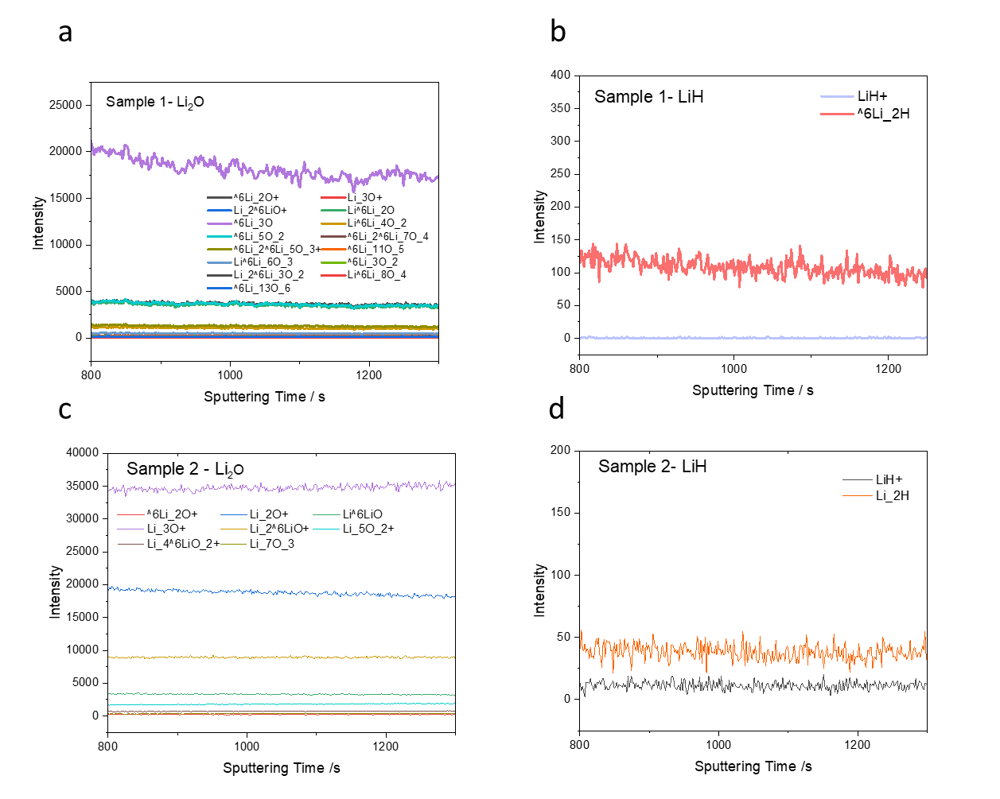 a
Sample 1- Li2O
25000
20000
15000
10000
5000
0
Intensity
^6Li_2O+ Li_3O+
Li_2^6LiO+ Li^6Li_2O
^6Li_3O Li^6Li_4O_2
^6Li_5O_2 ^6Li_2^6Li_7O_4
^6Li_2^6Li_5O_3+ ^6Li_11O_5
Li^6Li_6O_3 ^6Li_3O_2
Li_2^6Li_3O_2 Li^6Li_8O_4
^6Li_13O_6
800 1000 1200
Sputtering Time / s
b
Sample 1- LiH
LiH+
^6Li_2H
400
350
300
250
200
150
100
50
0
Intensity
800 1000 1200
Sputtering Time / s
c
Sample 2 - Li2O
40000
35000
30000
25000
20000
15000
10000
5000
0
Intensity
^6Li_2O+ Li_2O+ Li^6LiO
Li_3O+ Li_2^6LiO+ Li_5O_2+
Li_4^6LiO_2+ Li_7O_3
800 1000 1200
Sputtering Time /s
d
Sample 2- LiH
LiH+
Li_2H
200
150
100
50
0
Intensity
800 1000 1200
Sputtering Time / s